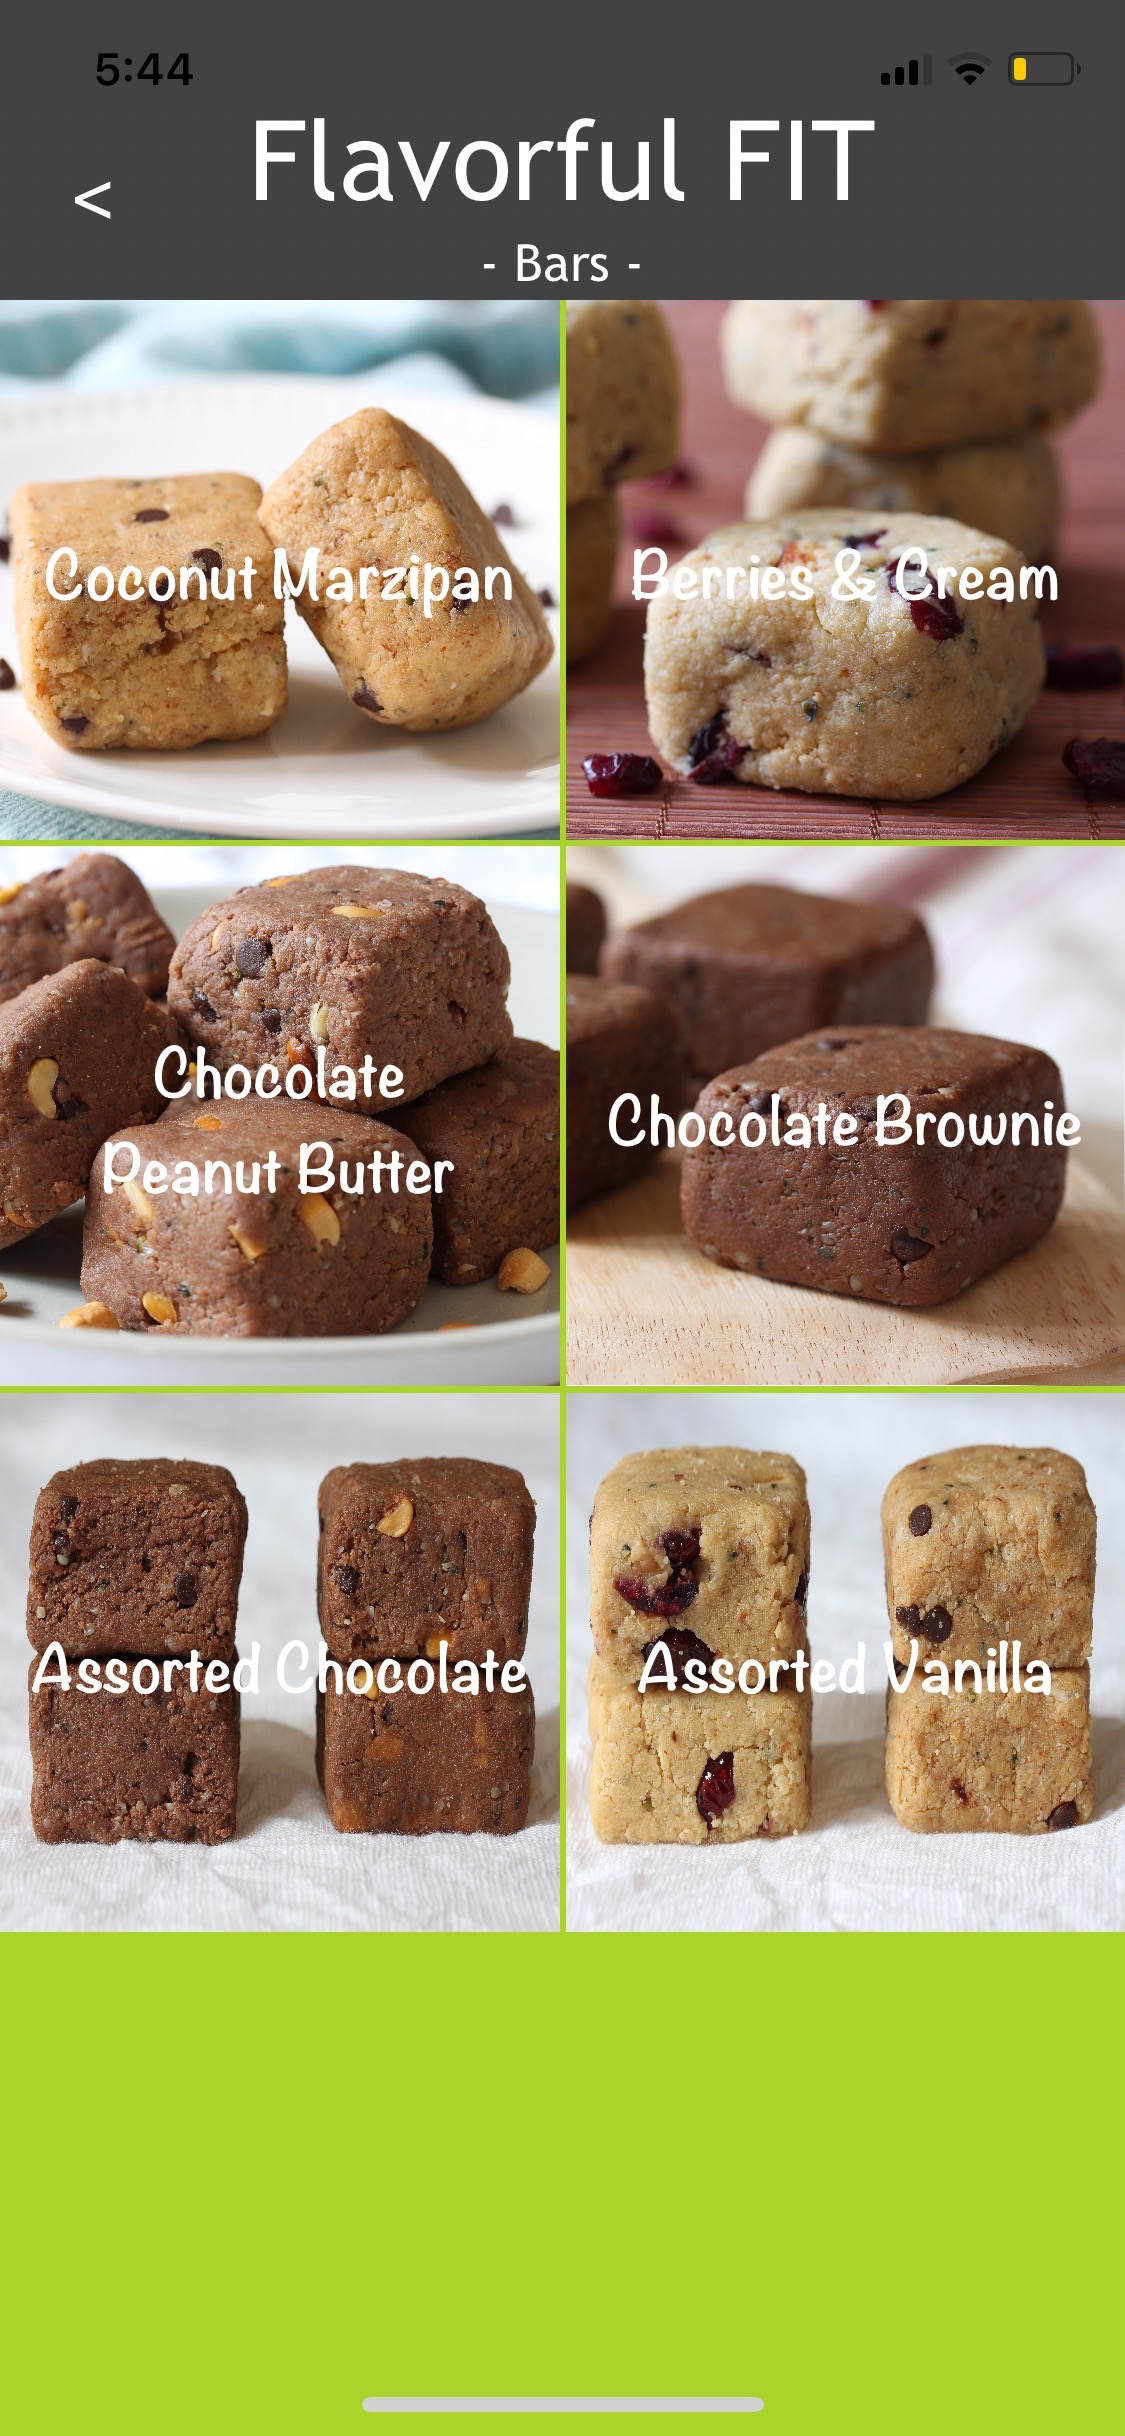 5:44
<
Flavorful FIT
- Bars -
Coconut Marzipan
Berries & Cream
Chocolate
Peanut Butter
Chocolate Brownie
Assorted Chocolate
Assorted Vanilla